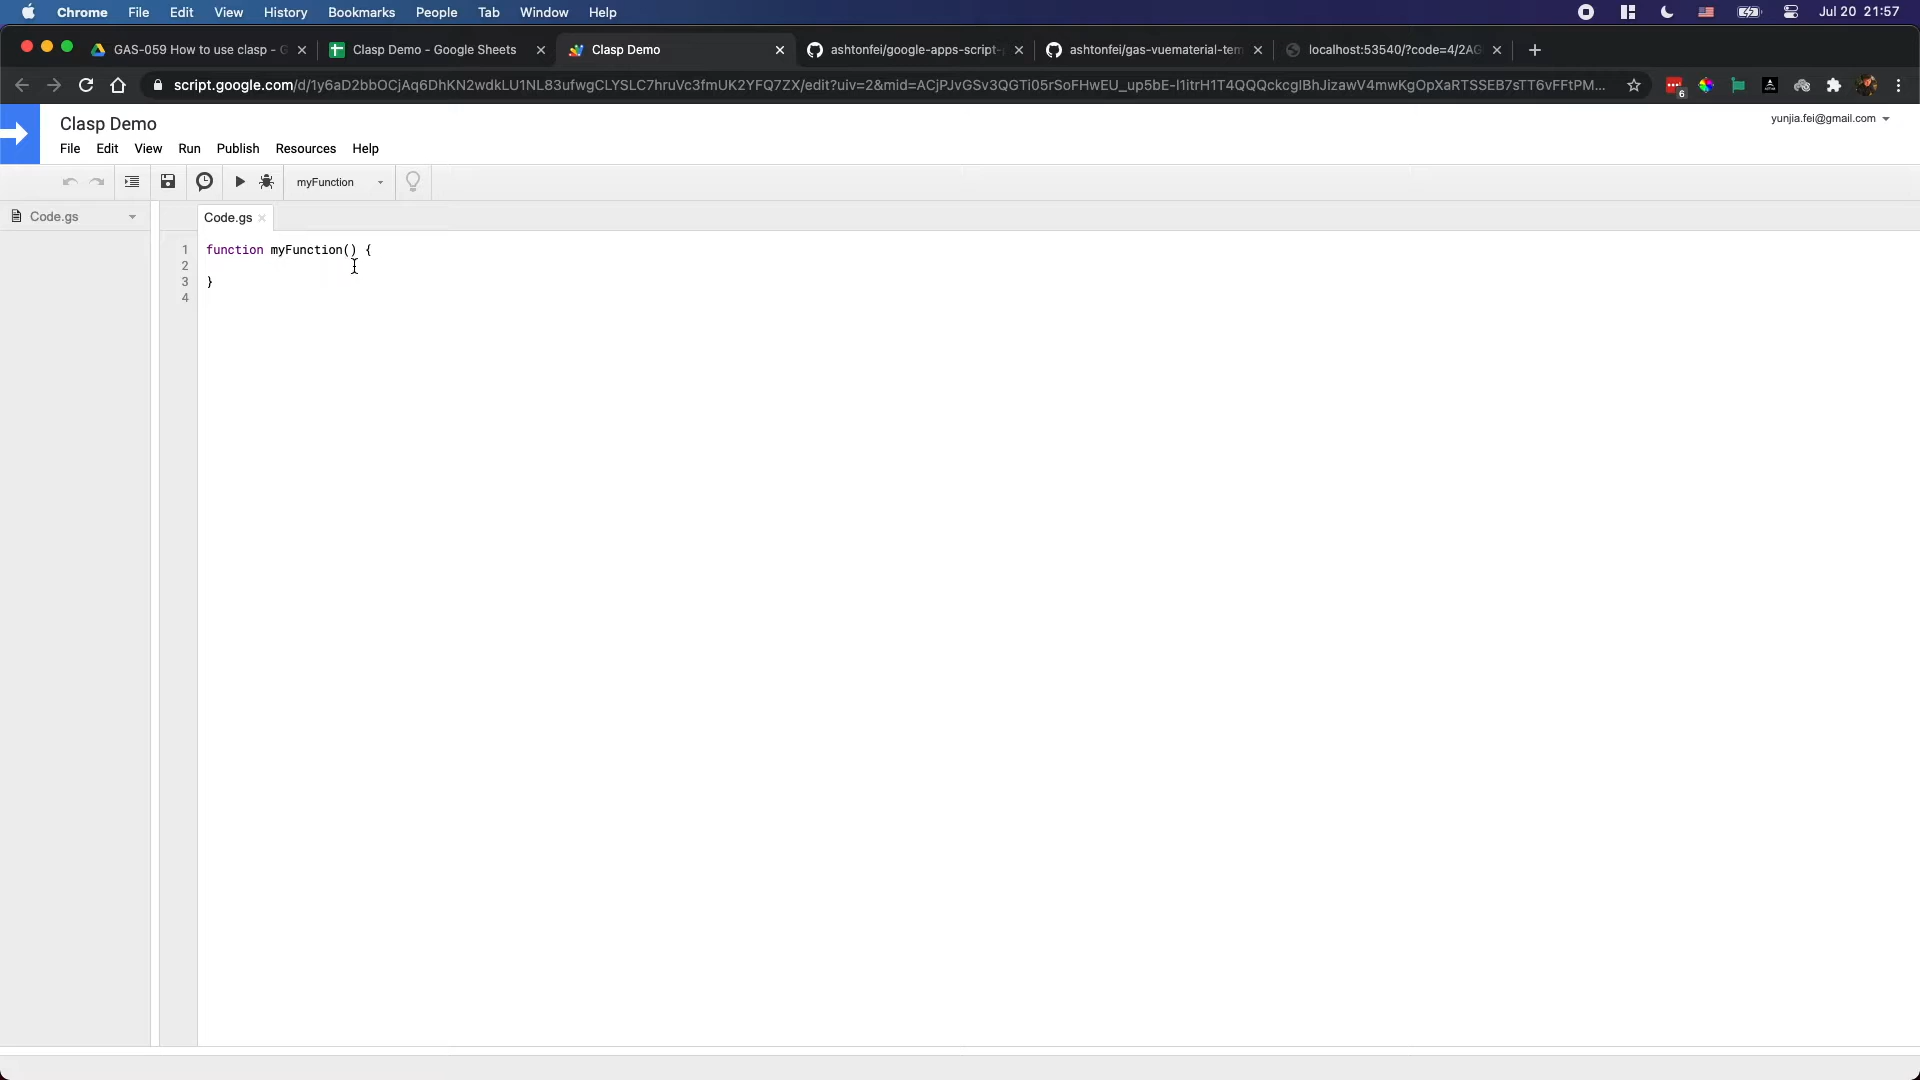 Chrome File Edit View History Bookmarks People Tab Window Help Jul 20 21:57
GAS-059 How to use clasp - G Clasp Demo - Google Sheets Clasp Demo ashtonfei/google-apps-script- ashtonfei/gas-vuematerial-tem localhost:53540/?code=4/2AG
script.google.com/d/1y6aD2bbOCjAq6DhKN2wdkLU1NL83ufwgCLYSLC7hruVc3fmUK2YFQ7ZX/edit?uiv=2&mid=ACjPJvGSv3QGTi05rSoFHwEU_up5bE-l1itrH1T4QQQckcgIBhJizawV4mwKgOpXaRTSSEB7sTT6vFFtPM... 6
Clasp Demo yunjia.fei@gmail.com
File Edit View Run Publish Resources Help
myFunction
Code.gs Code.gs
1 function myFunction() {
2
3 }
4